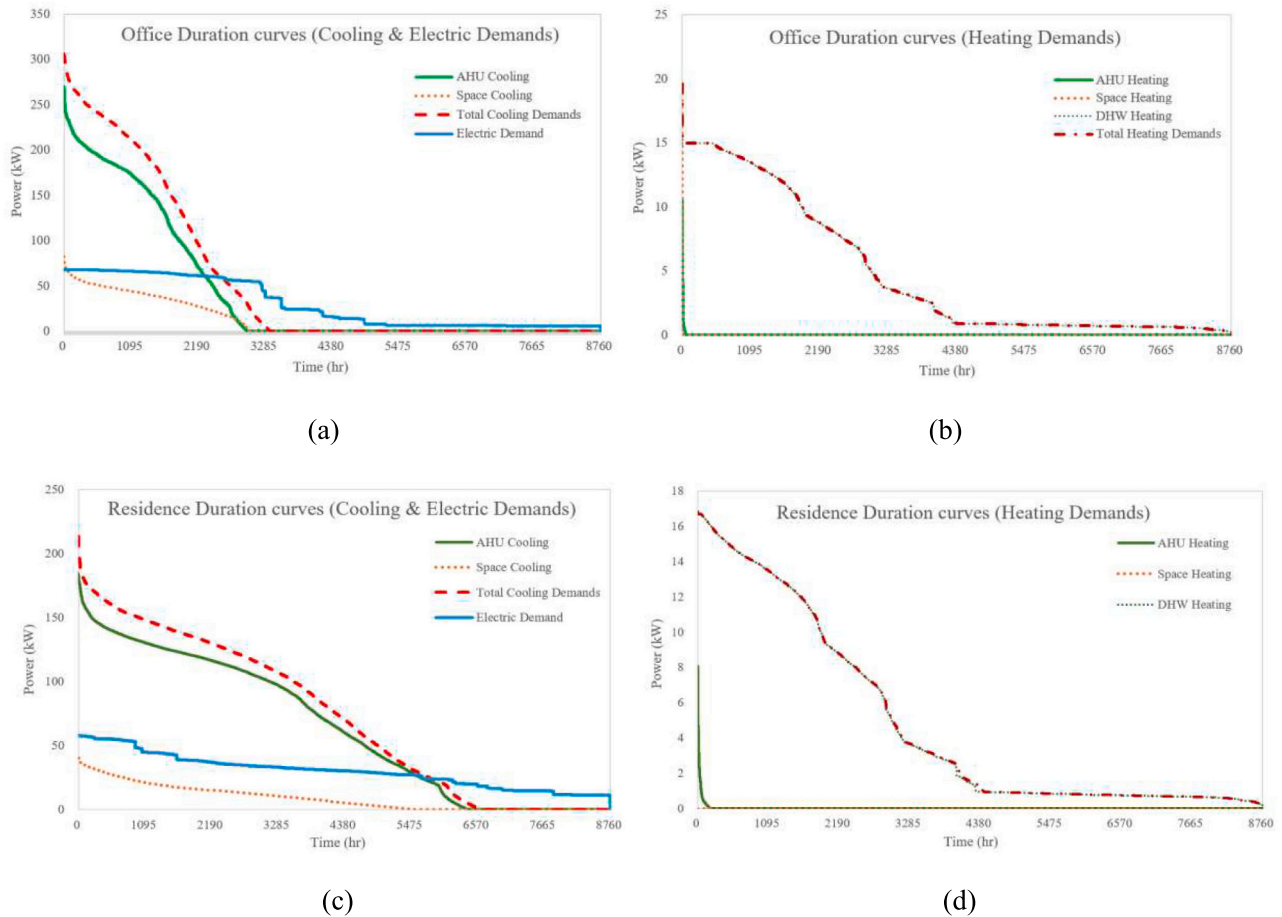 Office Duration curves (Cooling & Electric Demands)
350
300
250
200
150
100
50
0
Power (kW)
AHU Cooling
Space Cooling
Total Cooling Demands
Electric Demand
0 1095 2190 3285 4380 5475 6570 7665 8760
Time (hr)
(a)
Office Duration curves (Heating Demands)
25
20
15
10
5
0
Power (kW)
AHU Heating
Space Heating
DHW Heating
Total Heating Demands
0 1095 2190 3285 4380 5475 6570 7665 8760
Time (hr)
(b)
Residence Duration curves (Cooling & Electric Demands)
250
200
150
100
50
0
Power (kW)
AHU Cooling
Space Cooling
Total Cooling Demands
Electric Demand
0 1095 2190 3285 4380 5475 6570 7665 8760
Time (hr)
(c)
Residence Duration curves (Heating Demands)
18
16
14
12
10
8
6
4
2
0
Power (kW)
AHU Heating
Space Heating
DHW Heating
0 1095 2190 3285 4380 5475 6570 7665 8760
Time (hr)
(d)